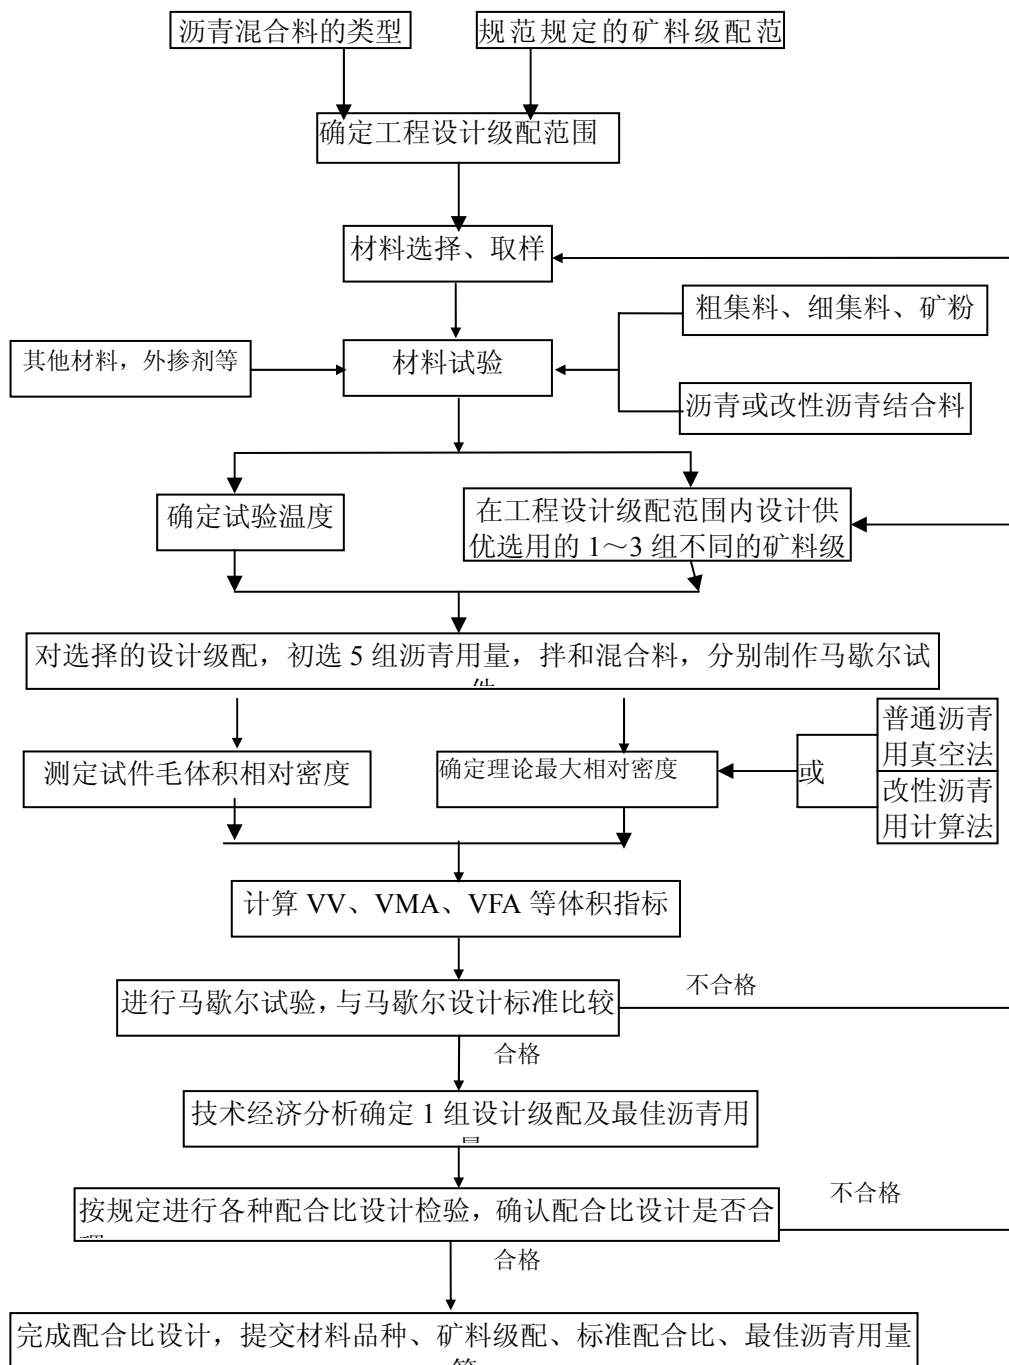 沥青混合料的类型
规范规定的矿料级配范
确定工程设计级配范围
材料选择、取样
粗集料、细集料、矿粉
其他材料，外掺剂等
材料试验
沥青或改性沥青结合料
确定试验温度
在工程设计级配范围内设计供
优选用的 1～3 组不同的矿料级
对选择的设计级配，初选 5 组沥青用量，拌和混合料，分别制作马歇尔试
测定试件毛体积相对密度
确定理论最大相对密度
或
普通沥青
用真空法
改性沥青
用计算法
计算 VV、VMA、VFA 等体积指标
进行马歇尔试验，与马歇尔设计标准比较
不合格
合格
技术经济分析确定 1 组设计级配及最佳沥青用
按规定进行各种配合比设计检验，确认配合比设计是否合
不合格
合格
完成配合比设计，提交材料品种、矿料级配、标准配合比、最佳沥青用量